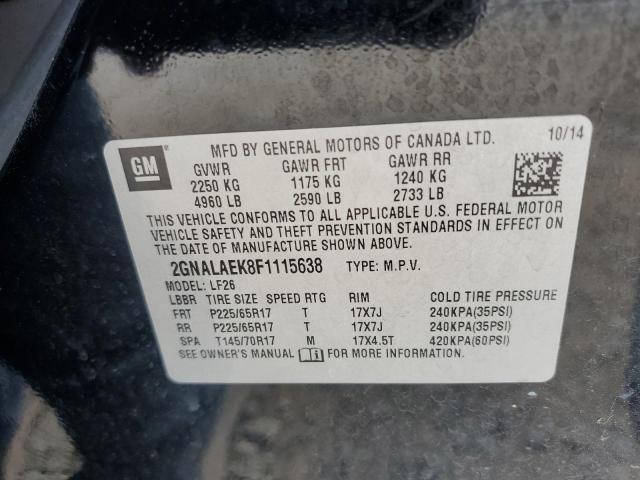 MFD BY GENERAL MOTORS OF CANADA LTD. 10/14
GM
GVWR GAWR FRT GAWR RR
2250 KG 1175 KG 1240 KG
4960 LB 2590 LB 2733 LB
THIS VEHICLE CONFORMS TO ALL APPLICABLE U.S. FEDERAL MOTOR
VEHICLE SAFETY AND THEFT PREVENTION STANDARDS IN EFFECT ON
THE DATE OF MANUFACTURE SHOWN ABOVE.
2GNALAEK8F1115638 TYPE: M.P.V.
MODEL: LF26
LBBR TIRE SIZE SPEED RTG RIM COLD TIRE PRESSURE
FRT P225/65R17 T 17X7J 240KPA(35PSI)
RR P225/65R17 T 17X7J 240KPA(35PSI)
SPA T145/70R17 M 17X4.5T 420KPA(60PSI)
SEE OWNER'S MANUAL FOR MORE INFORMATION.